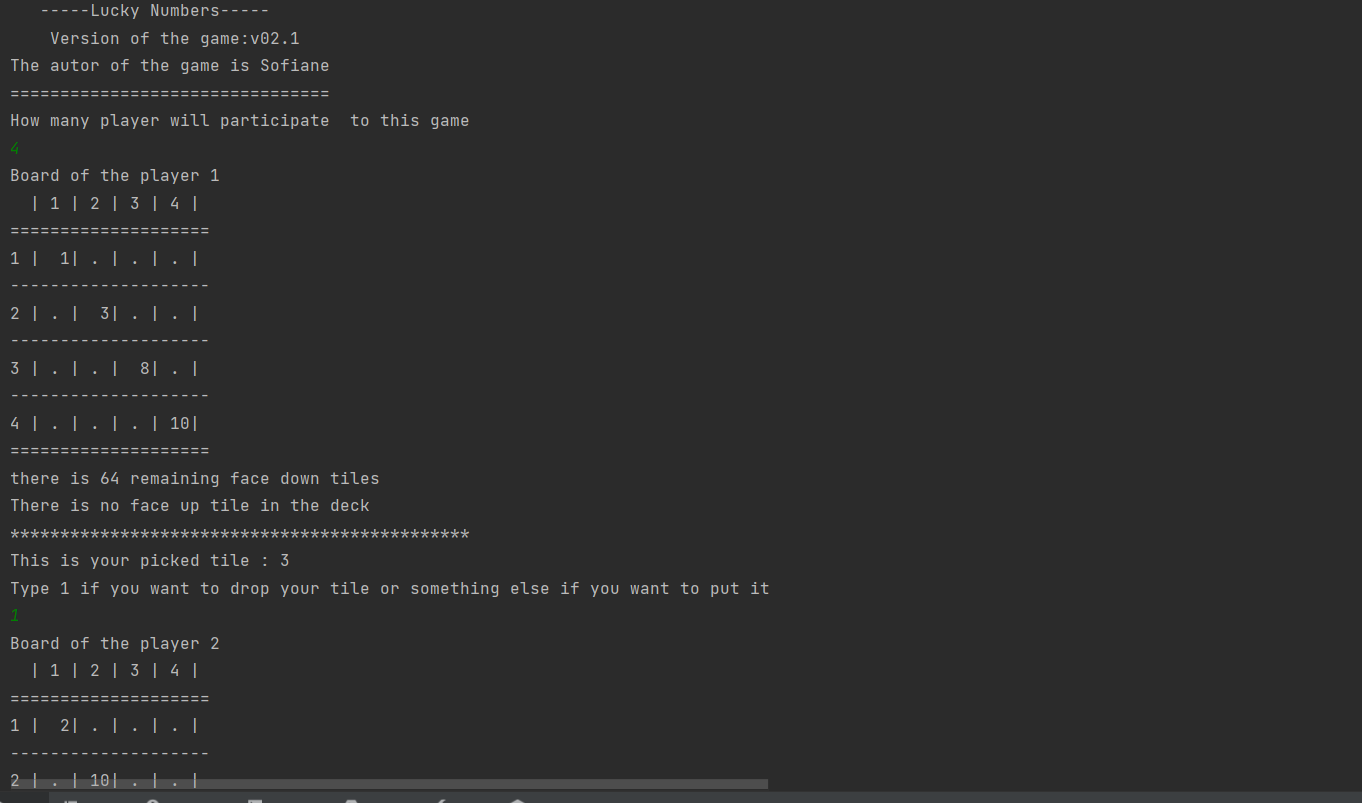 -----Lucky Numbers-----
Version of the game:v02.1
The autor of the game is Sofiane
================================
How many player will participate  to this game
4
Board of the player 1
  | 1 | 2 | 3 | 4 |
====================
1 |  1| . | . | . |
--------------------
2 | . |  3| . | . |
--------------------
3 | . | . |  8| . |
--------------------
4 | . | . | . | 10|
====================
there is 64 remaining face down tiles
There is no face up tile in the deck
**********************************************
This is your picked tile : 3
Type 1 if you want to drop your tile or something else if you want to put it
1
Board of the player 2
  | 1 | 2 | 3 | 4 |
====================
1 |  2| . | . | . |
--------------------
2 | . | 10| . | . |